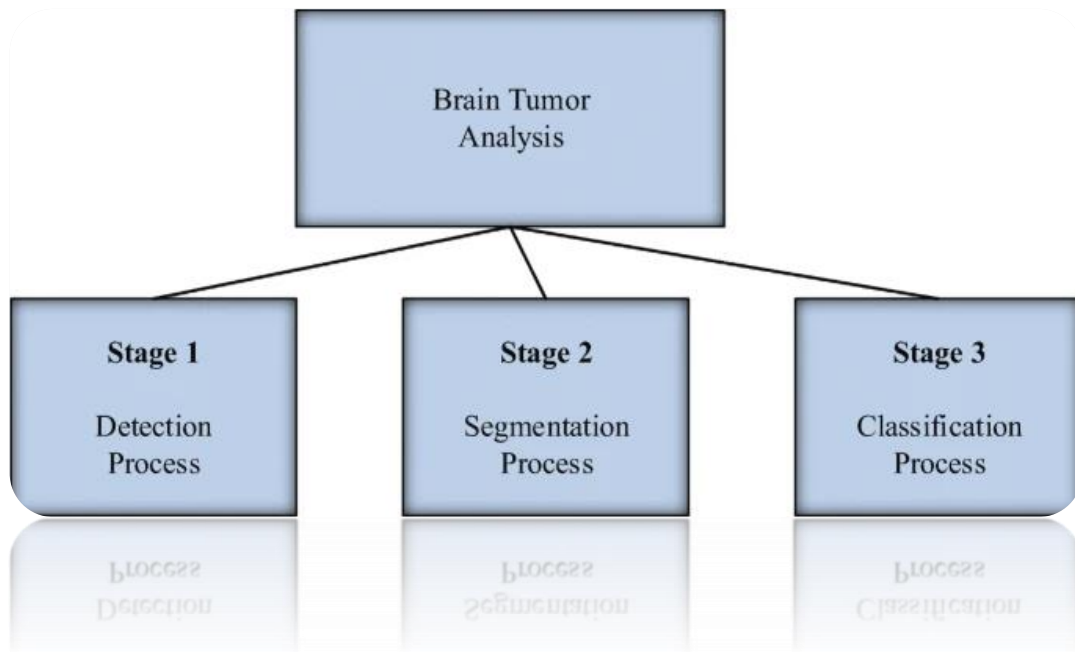 Brain Tumor
Analysis
Stage 1
Detection
Process
Stage 2
Segmentation
Process
Stage 3
Classification
Process